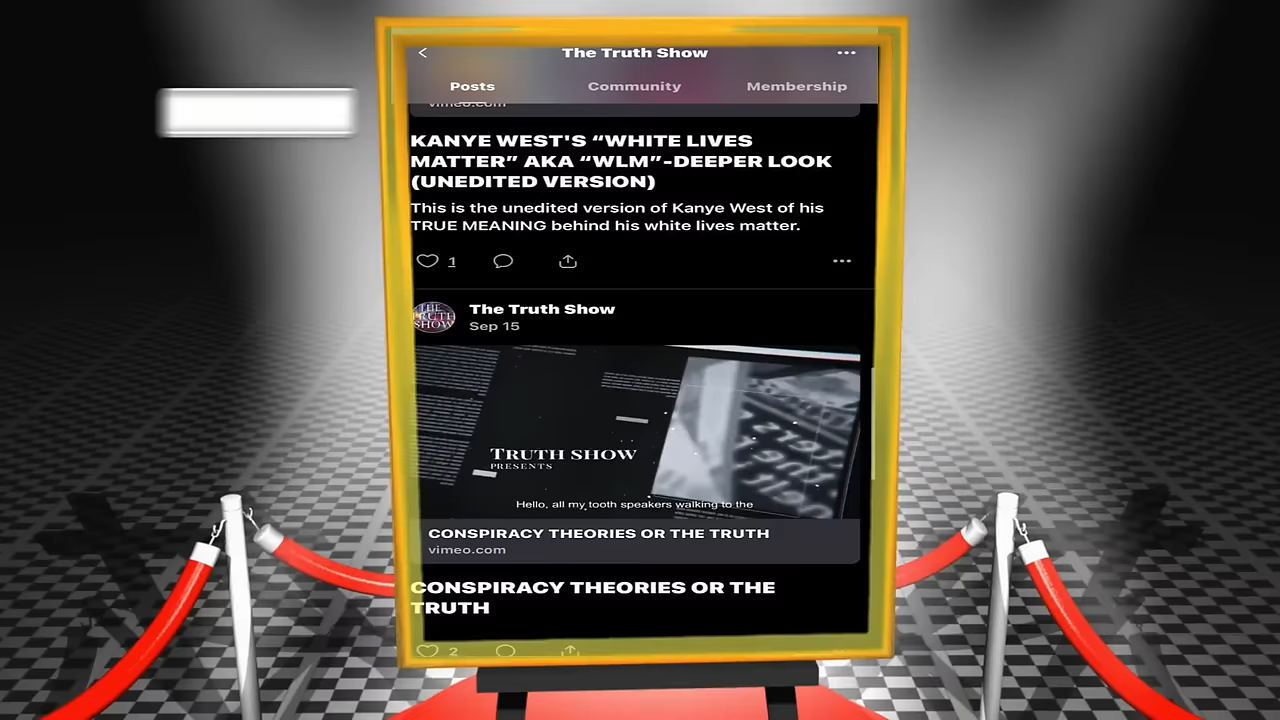 The Truth Show
Posts Community Membership
vimeo.com
KANYE WEST'S “WHITE LIVES
MATTER” AKA “WLM”-DEEPER LOOK
(UNEDITED VERSION)
This is the unedited version of Kanye West of his
TRUE MEANING behind his white lives matter.
1
THE TRUTH SHOW
The Truth Show
Sep 15
TRUTH SHOW
PRESENTS
Hello, all my tooth speakers walking to the
CONSPIRACY THEORIES OR THE TRUTH
vimeo.com
CONSPIRACY THEORIES OR THE
TRUTH
2